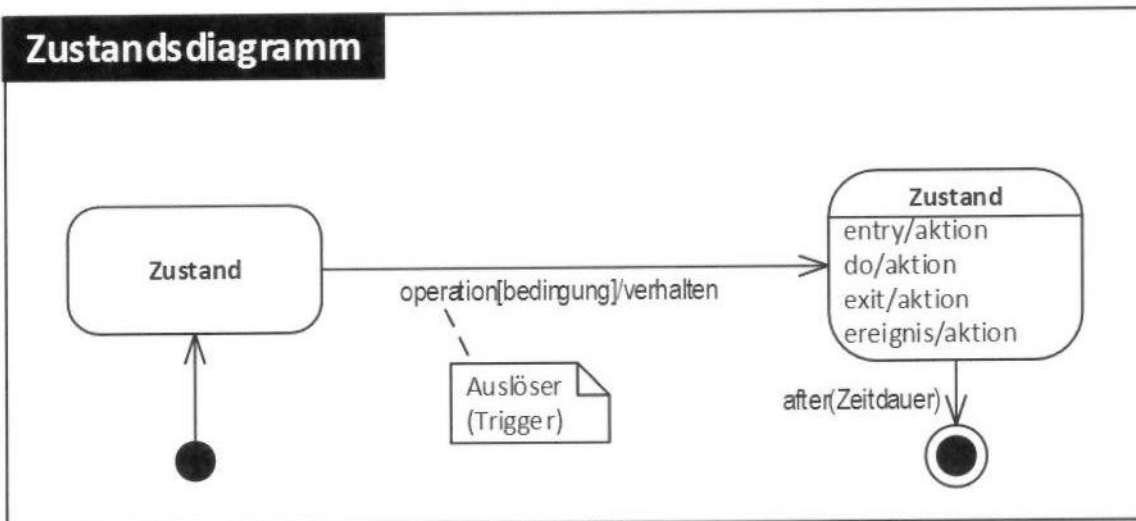 Zustandsdiagramm
Zustand
operation[bedingung]/verhalten
Auslöser
(Trigger)
Zustand
entry/aktion
do/aktion
exit/aktion
ereignis/aktion
after(Zeitdauer)